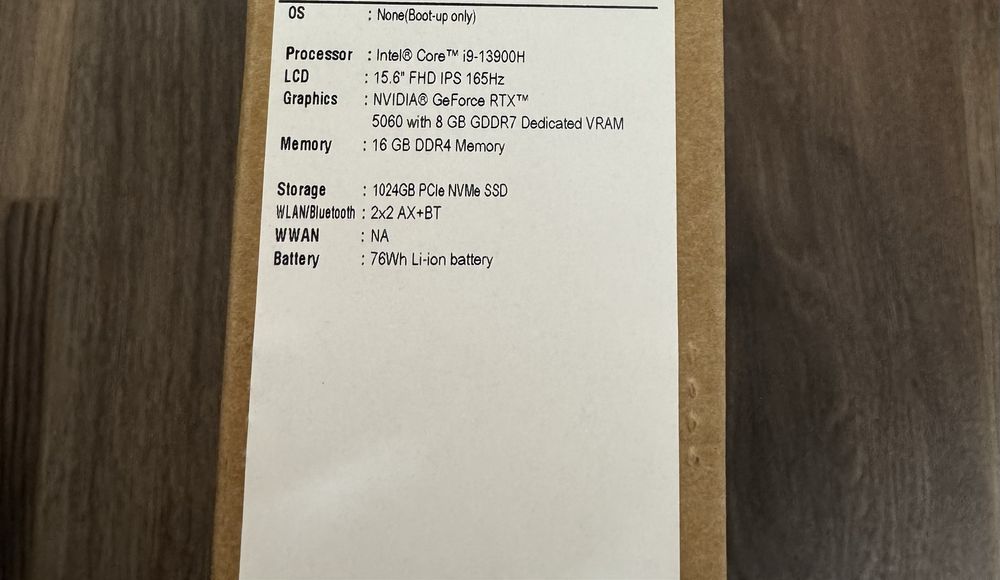 OS : None(Boot-up only)
Processor : Intel® Core™ i9-13900H
LCD : 15.6" FHD IPS 165Hz
Graphics : NVIDIA® GeForce RTX™
5060 with 8 GB GDDR7 Dedicated VRAM
Memory : 16 GB DDR4 Memory
Storage : 1024GB PCIe NVMe SSD
WLAN/Bluetooth : 2x2 AX+BT
WWAN : NA
Battery : 76Wh Li-ion battery